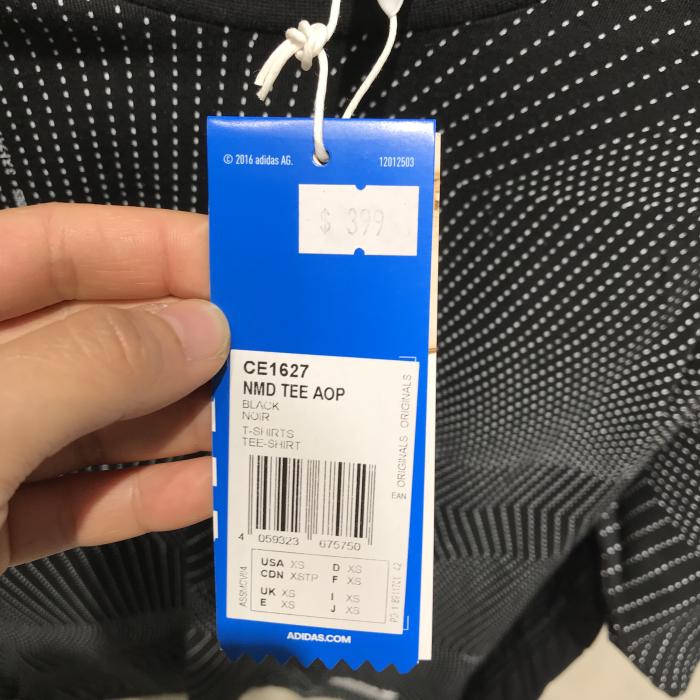 © 2016 adidas AG. 12012503
$ 399
CE1627
NMD TEE AOP
BLACK
NOIR
T-SHIRTS
TEE-SHIRT
ORIGINALS ORIGINALS
EAN
4 059323 675750
USA XS D XS
CDN XSTP F XS
UK XS I XS
E XS J XS
ADIDAS.COM